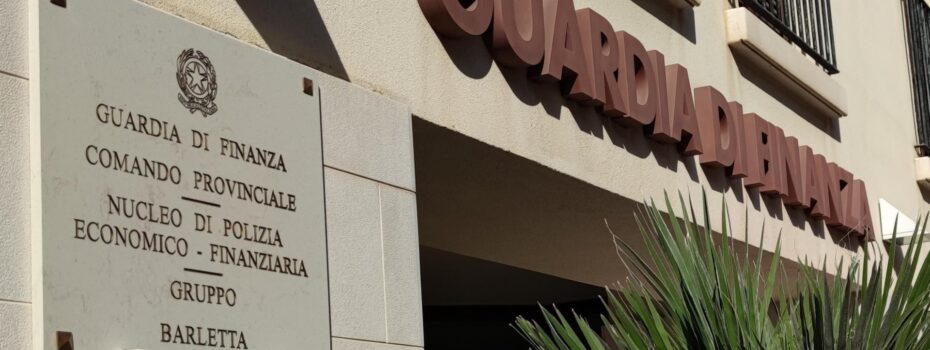 GUARDIA DI FINANZA
COMANDO PROVINCIALE
NUCLEO DI POLIZIA
ECONOMICO - FINANZIARIA
GRUPPO
BARLETTA
GUARDIA DI FINANZA